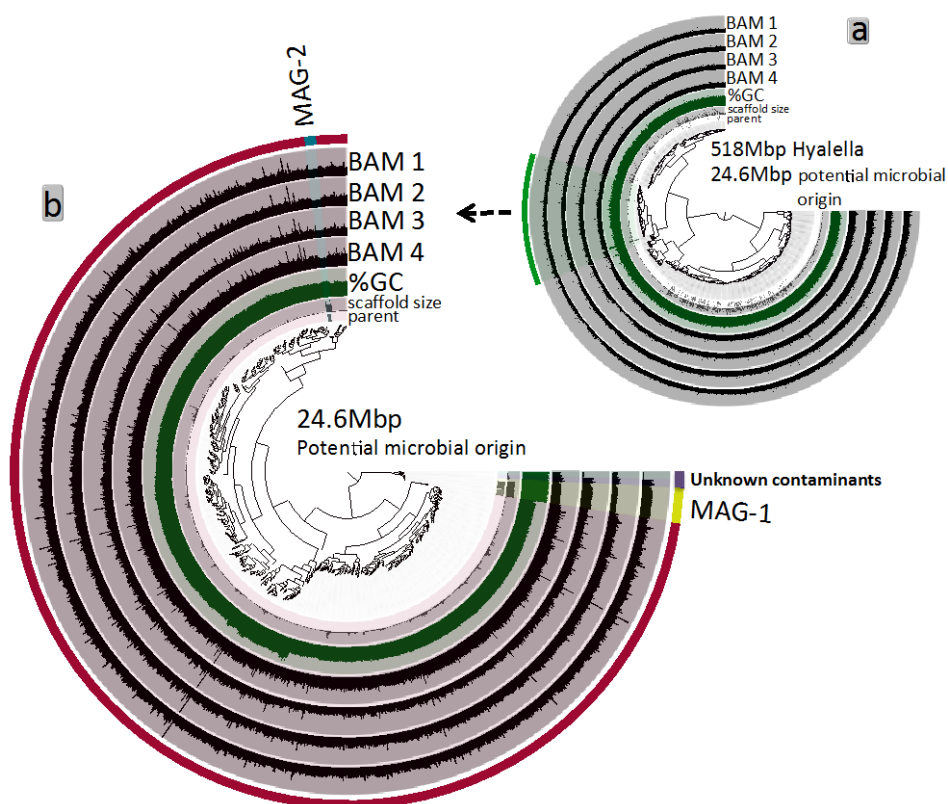 a
BAM 1
BAM 2
BAM 3
BAM 4
%GC
scaffold size
parent
518Mbp Hyalella
24.6Mbp potential microbial
origin
b
MAG-2
BAM 1
BAM 2
BAM 3
BAM 4
%GC
scaffold size
parent
24.6Mbp
Potential microbial origin
Unknown contaminants
MAG-1